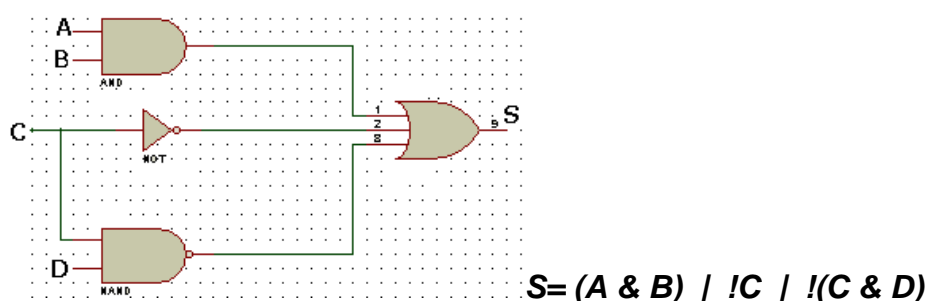 A
B
AND
1
S
C
2
9
8
NOT
D
NAND
S= (A & B) | !C | !(C & D)